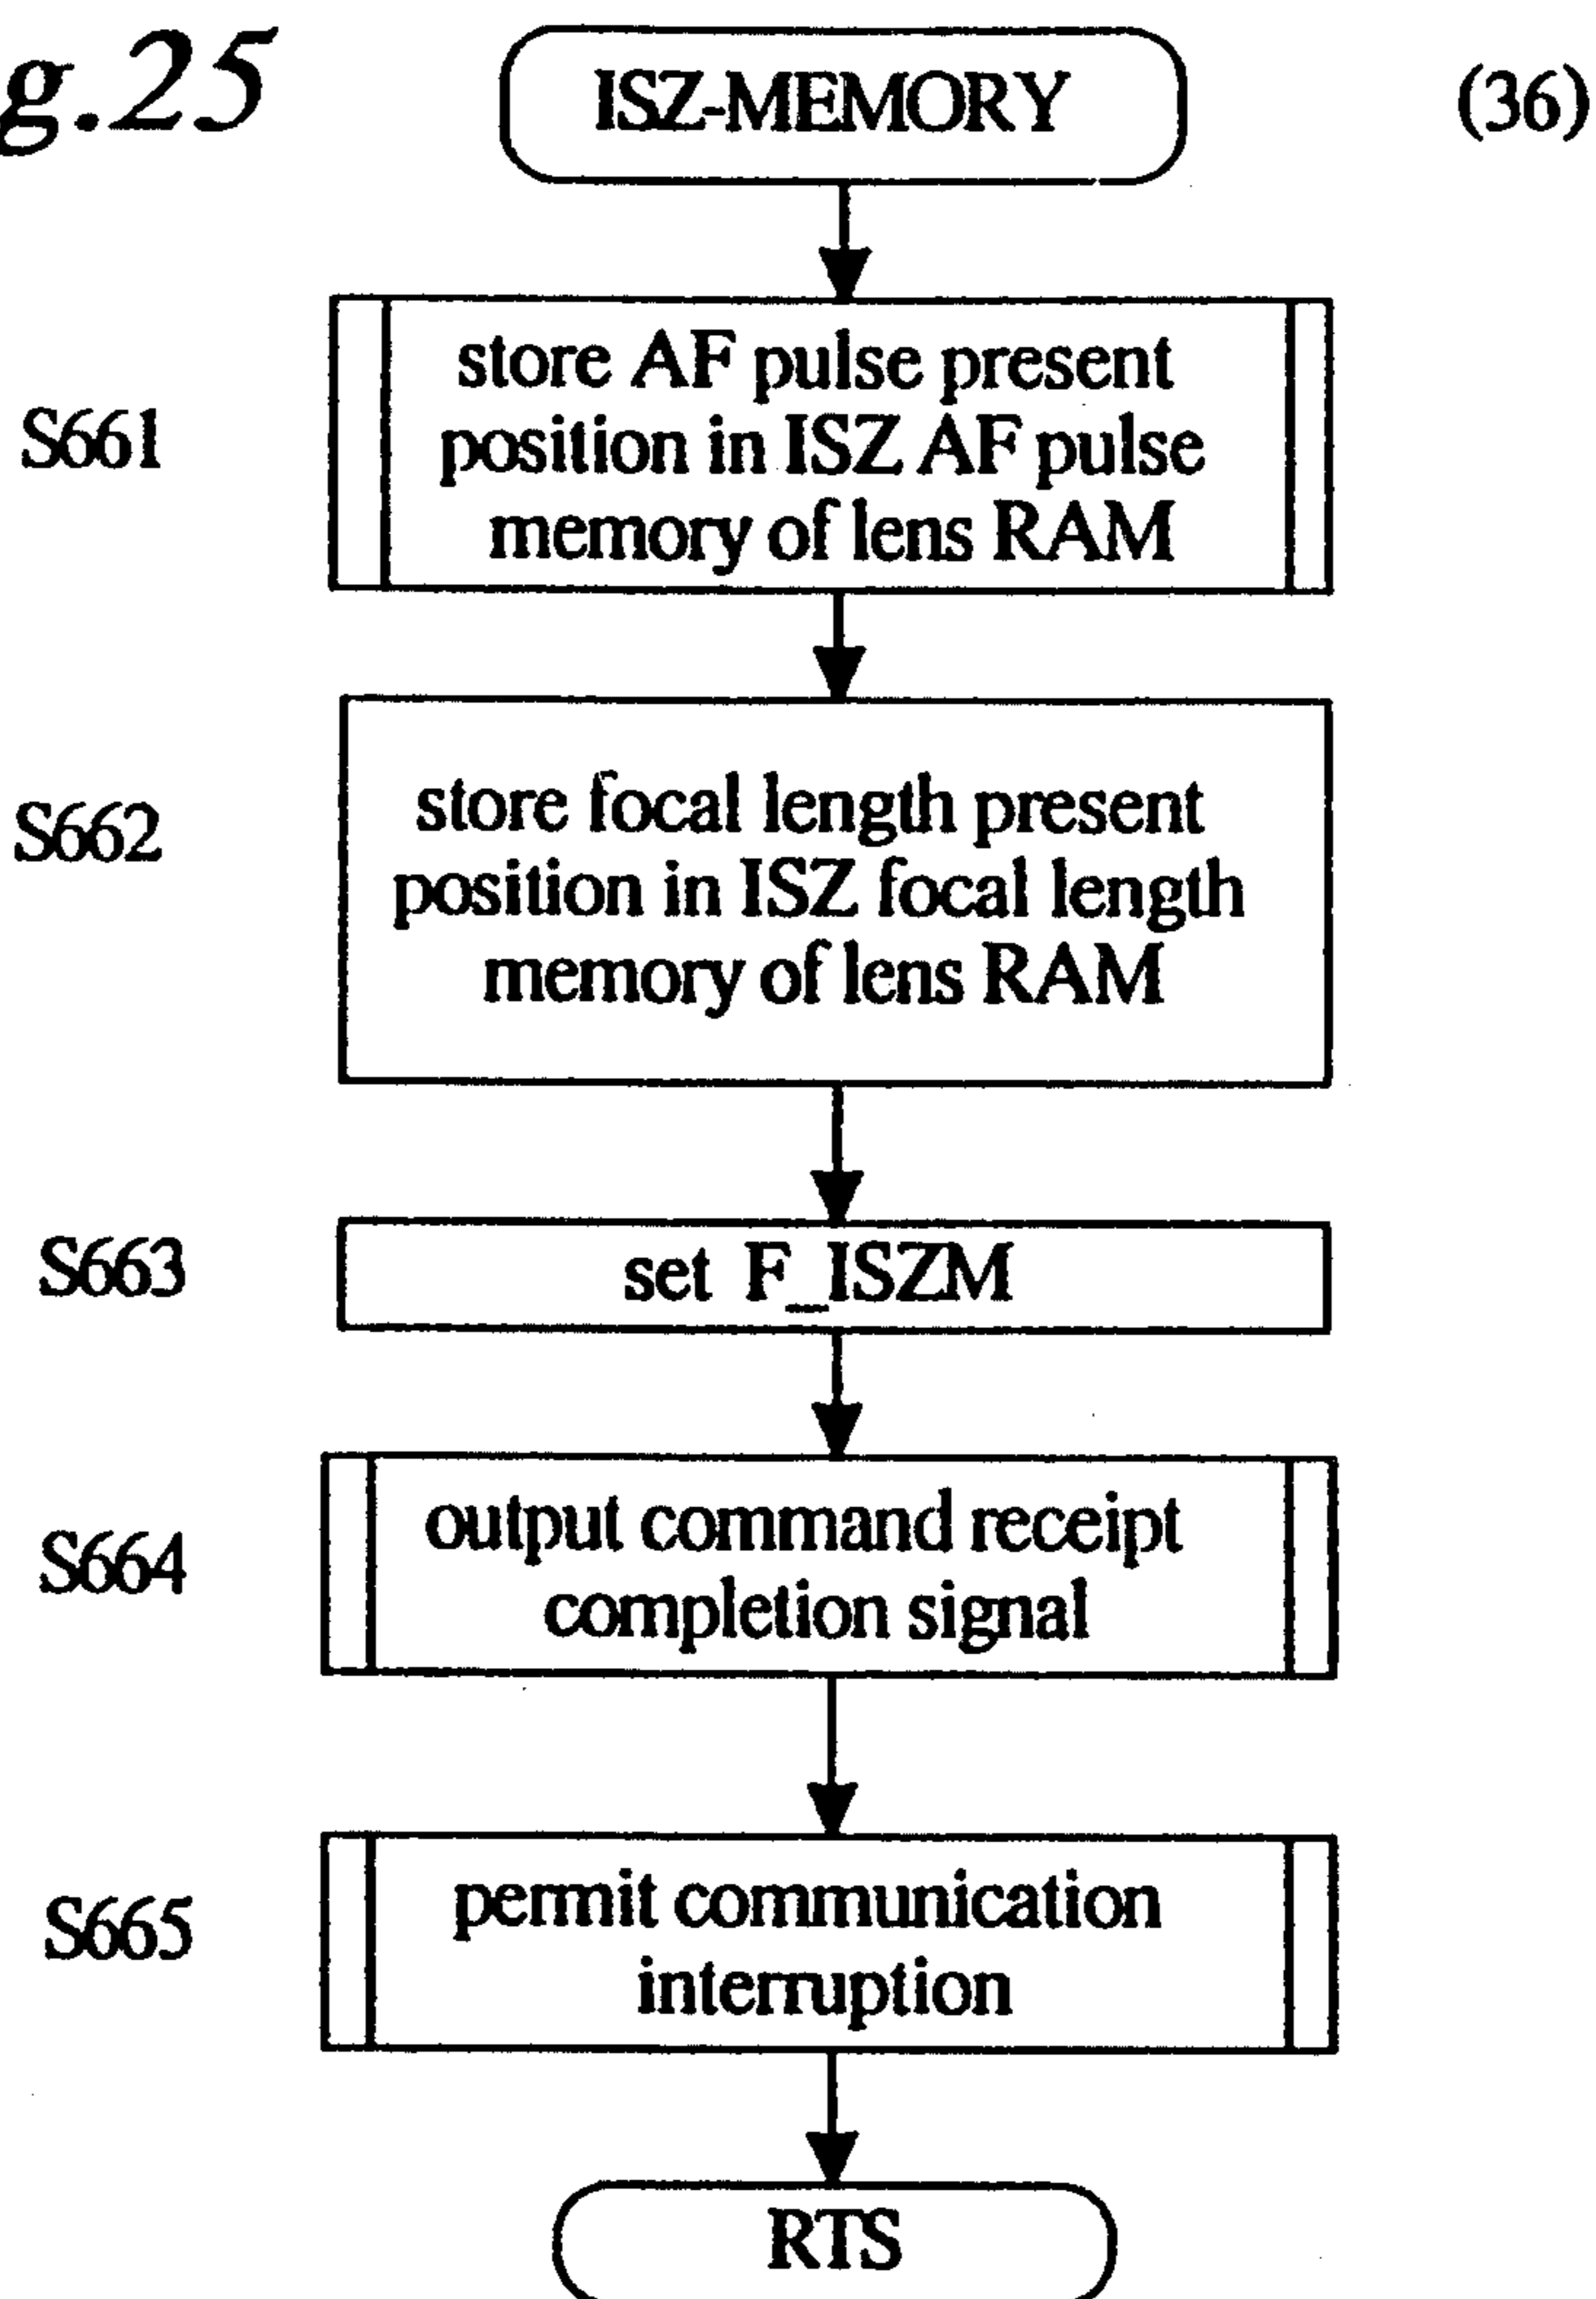 g.25
ISZ-MEMORY
(36)
S661
store AF pulse present
position in ISZ AF pulse
memory of lens RAM
S662
store focal length present
position in ISZ focal length
memory of lens RAM
S663
set F_ISZM
S664
output command receipt
completion signal
S665
permit communication
interruption
RTS